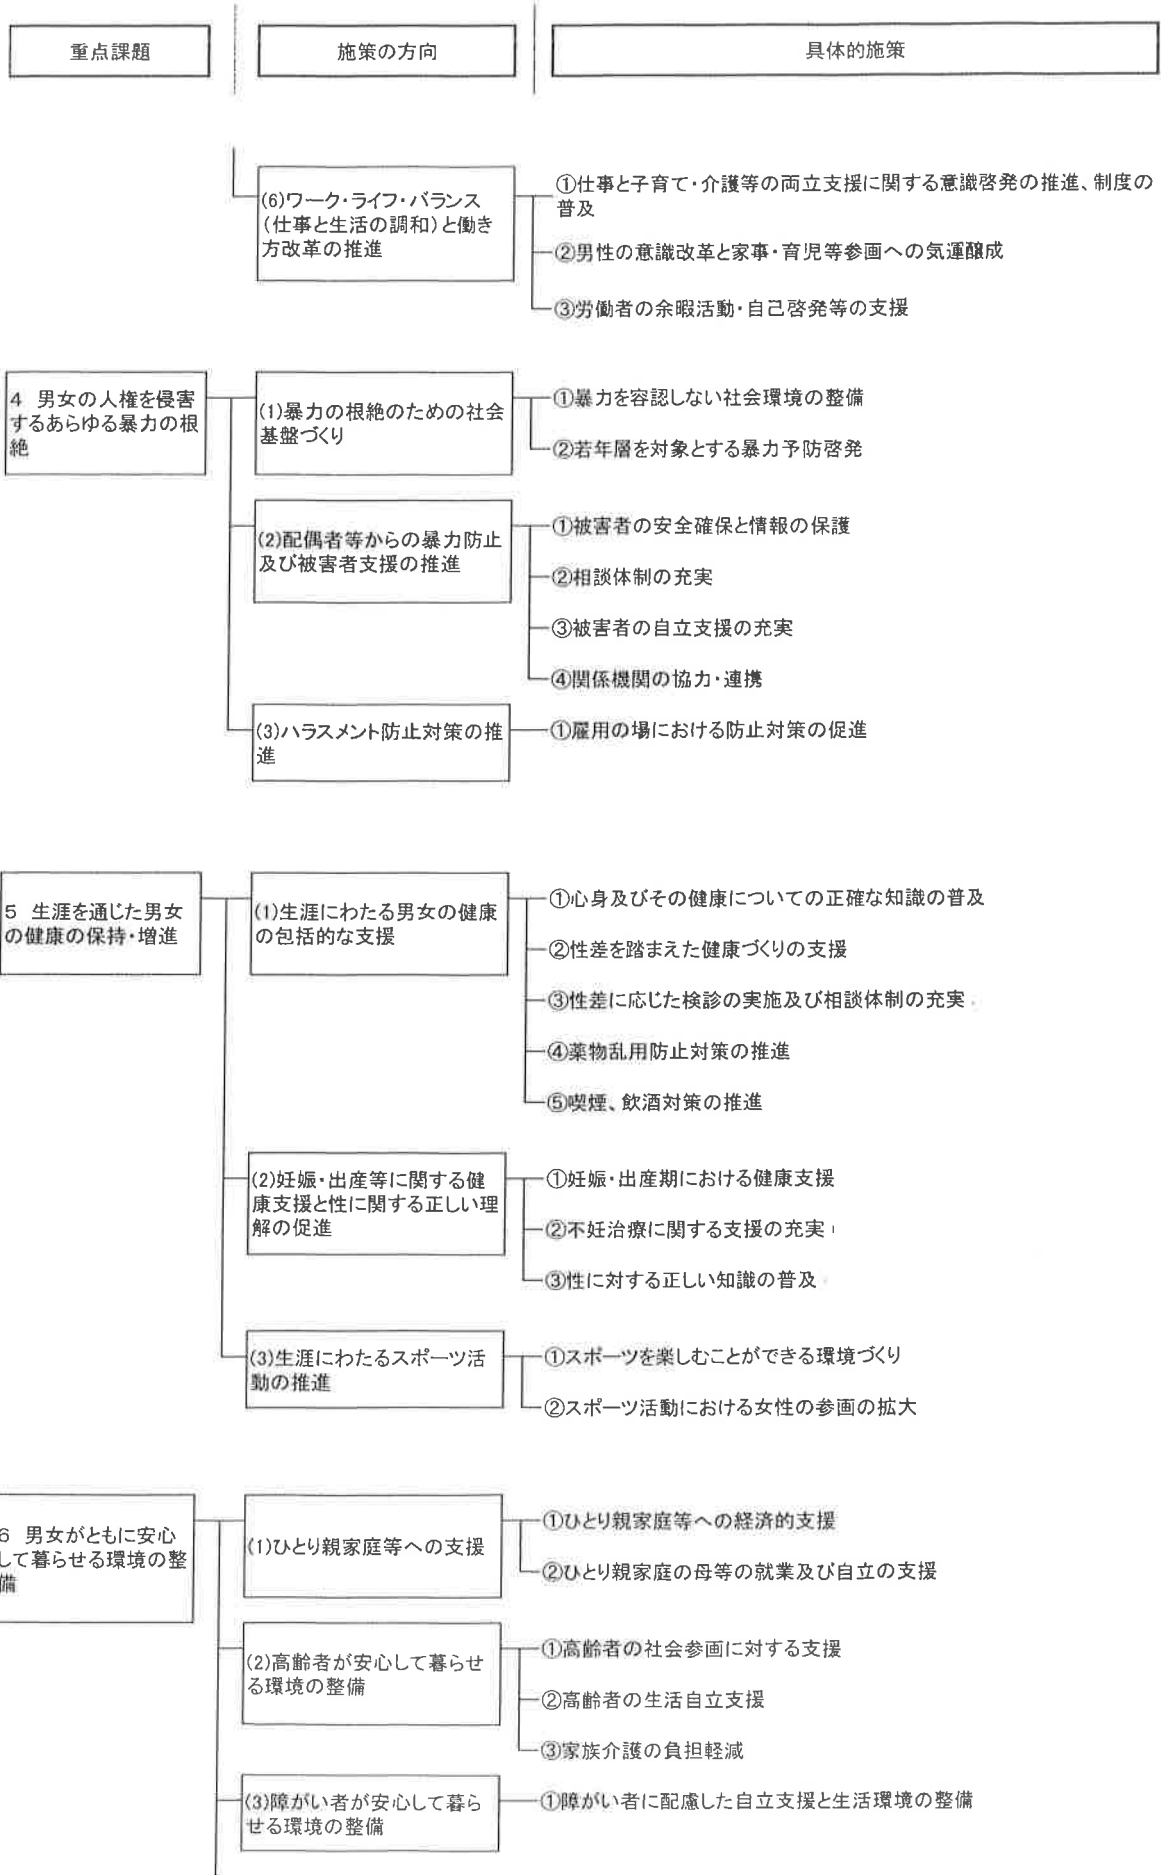 重点課題
施策の方向
具体的施策
(6)ワーク・ライフ・バランス
(仕事と生活の調和)と働き
方改革の推進
①仕事と子育て・介護等の両立支援に関する意識啓発の推進、制度の
普及
②男性の意識改革と家事・育児等参画への気運醸成
③労働者の余暇活動・自己啓発等の支援
4 男女の人権を侵害
するあらゆる暴力の根
絶
(1)暴力の根絶のための社会
基盤づくり
①暴力を容認しない社会環境の整備
②若年層を対象とする暴力予防啓発
(2)配偶者等からの暴力防止
及び被害者支援の推進
①被害者の安全確保と情報の保護
②相談体制の充実
③被害者の自立支援の充実
④関係機関の協力・連携
(3)ハラスメント防止対策の推
進
①雇用の場における防止対策の促進
5 生涯を通じた男女
の健康の保持・増進
(1)生涯にわたる男女の健康
の包括的な支援
①心身及びその健康についての正確な知識の普及
②性差を踏まえた健康づくりの支援
③性差に応じた検診の実施及び相談体制の充実
④薬物乱用防止対策の推進
⑤喫煙、飲酒対策の推進
(2)妊娠・出産等に関する健
康支援と性に関する正しい理
解の促進
①妊娠・出産期における健康支援
②不妊治療に関する支援の充実
③性に対する正しい知識の普及
(3)生涯にわたるスポーツ活
動の推進
①スポーツを楽しむことができる環境づくり
②スポーツ活動における女性の参画の拡大
6 男女がともに安心
して暮らせる環境の整
備
(1)ひとり親家庭等への支援
①ひとり親家庭等への経済的支援
②ひとり親家庭の母等の就業及び自立の支援
(2)高齢者が安心して暮らせ
る環境の整備
①高齢者の社会参画に対する支援
②高齢者の生活自立支援
③家族介護の負担軽減
(3)障がい者が安心して暮ら
せる環境の整備
①障がい者に配慮した自立支援と生活環境の整備